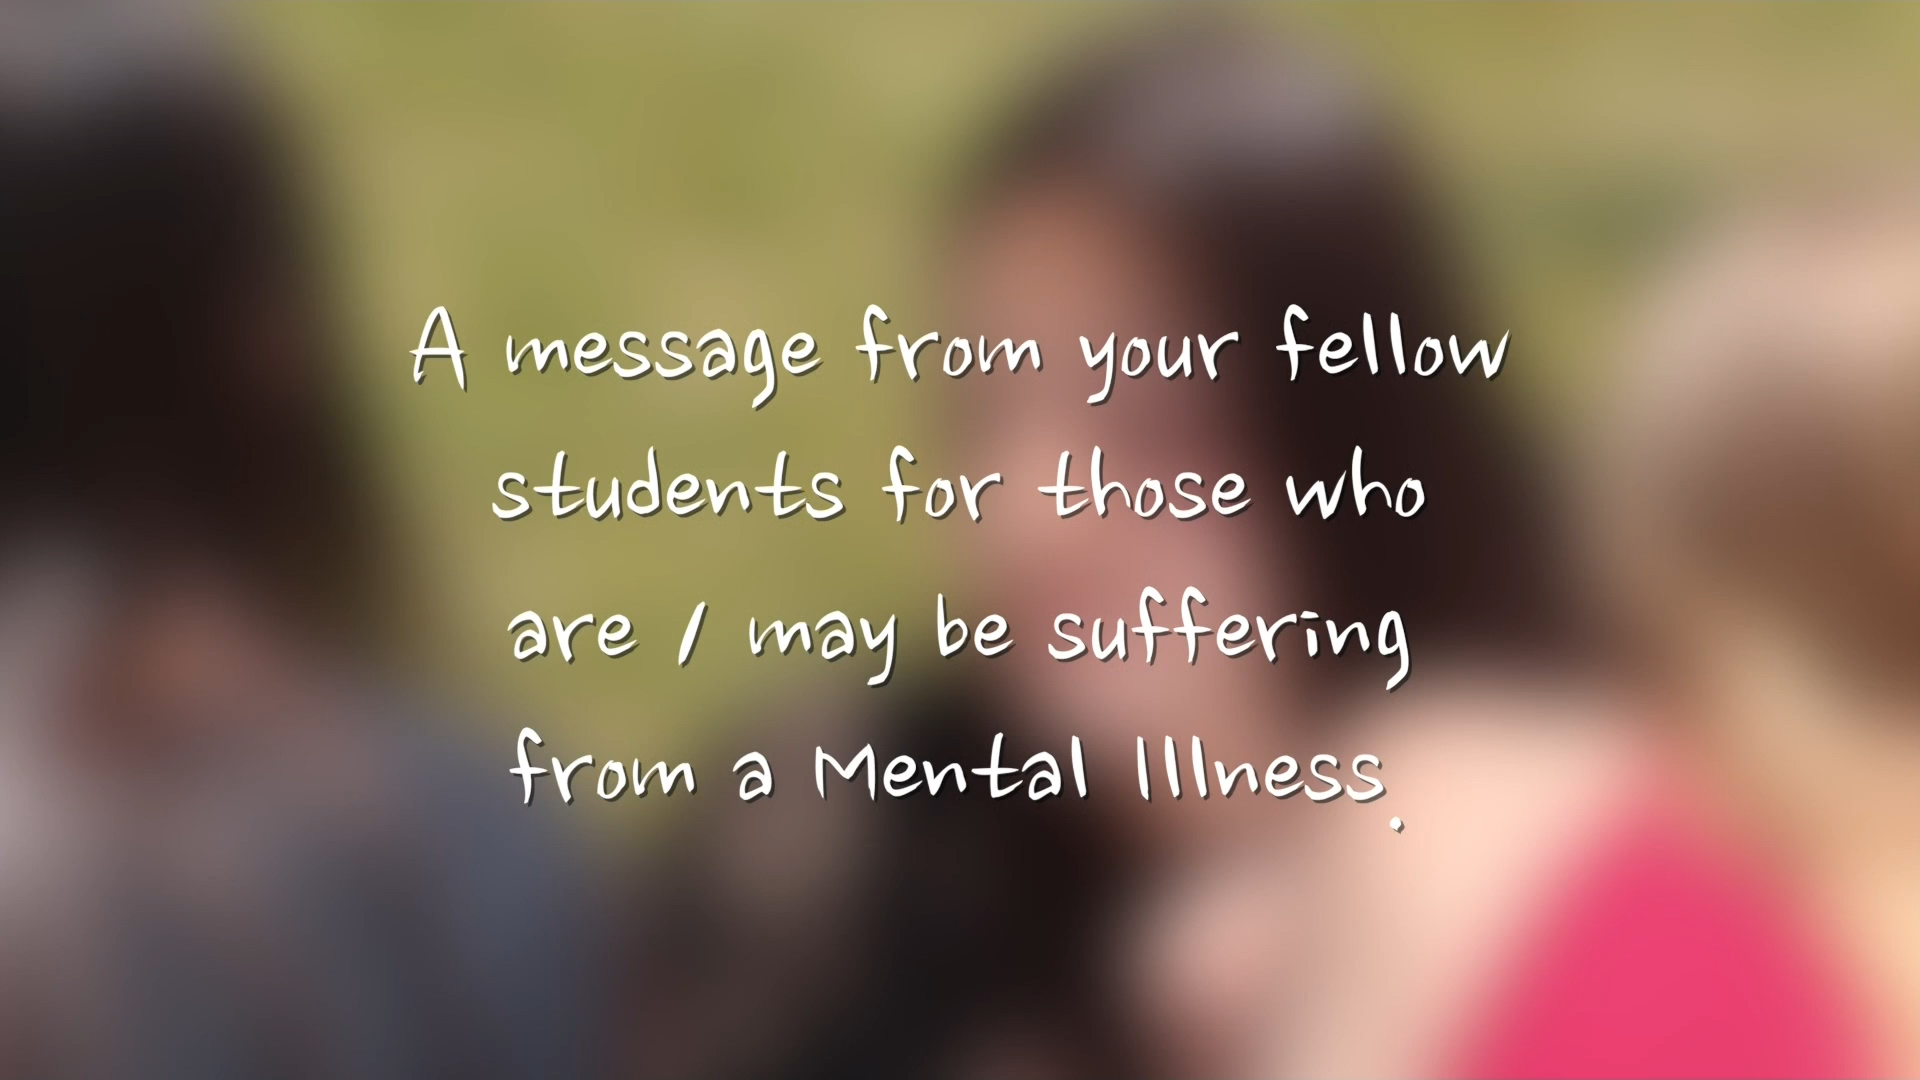 A message from your fellow
students for those who
are / may be suffering
from a Mental Illness.